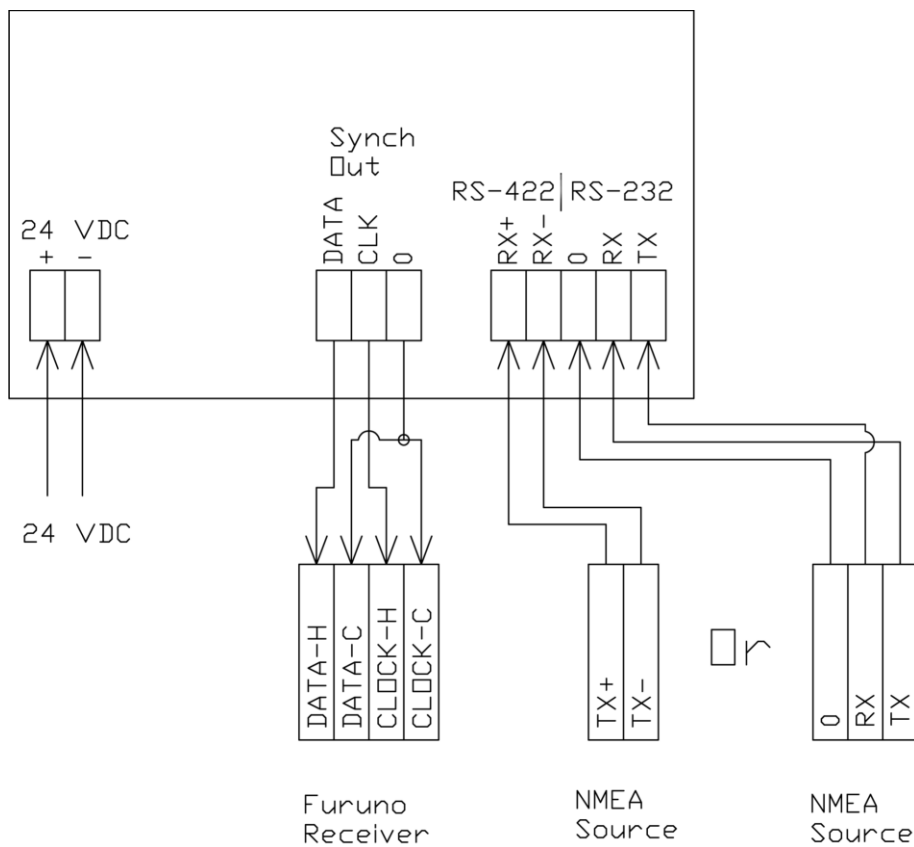 Synch
Out
RS-422|RS-232
24 VDC
+ -
DATA
CLK
0
RX+
RX-
0
RX
TX
24 VDC
DATA-H
DATA-C
CLOCK-H
CLOCK-C
TX+
TX-
Or
0
RX
TX
Furuno
Receiver
NMEA
Source
NMEA
Source